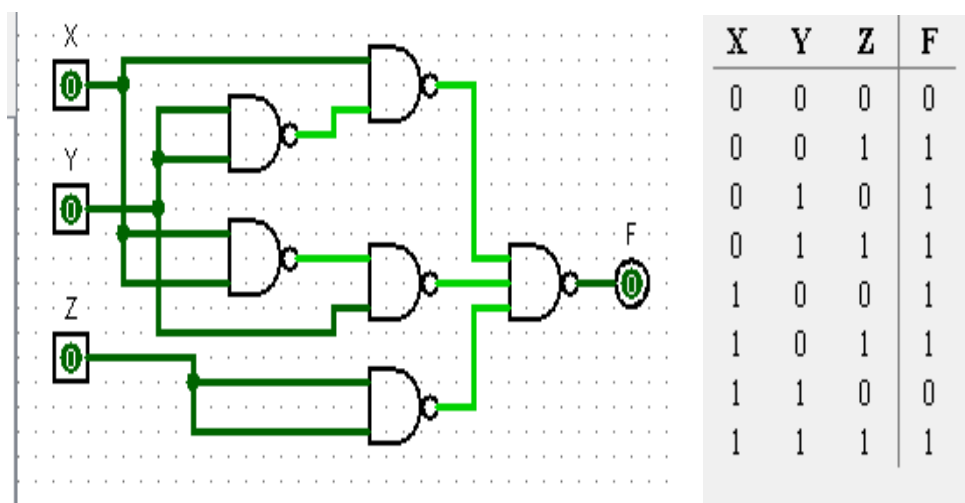 X
0
Y
0
Z
0
F
0
X Y Z F
0 0 0 0
0 0 1 1
0 1 0 1
0 1 1 1
1 0 0 1
1 0 1 1
1 1 0 0
1 1 1 1